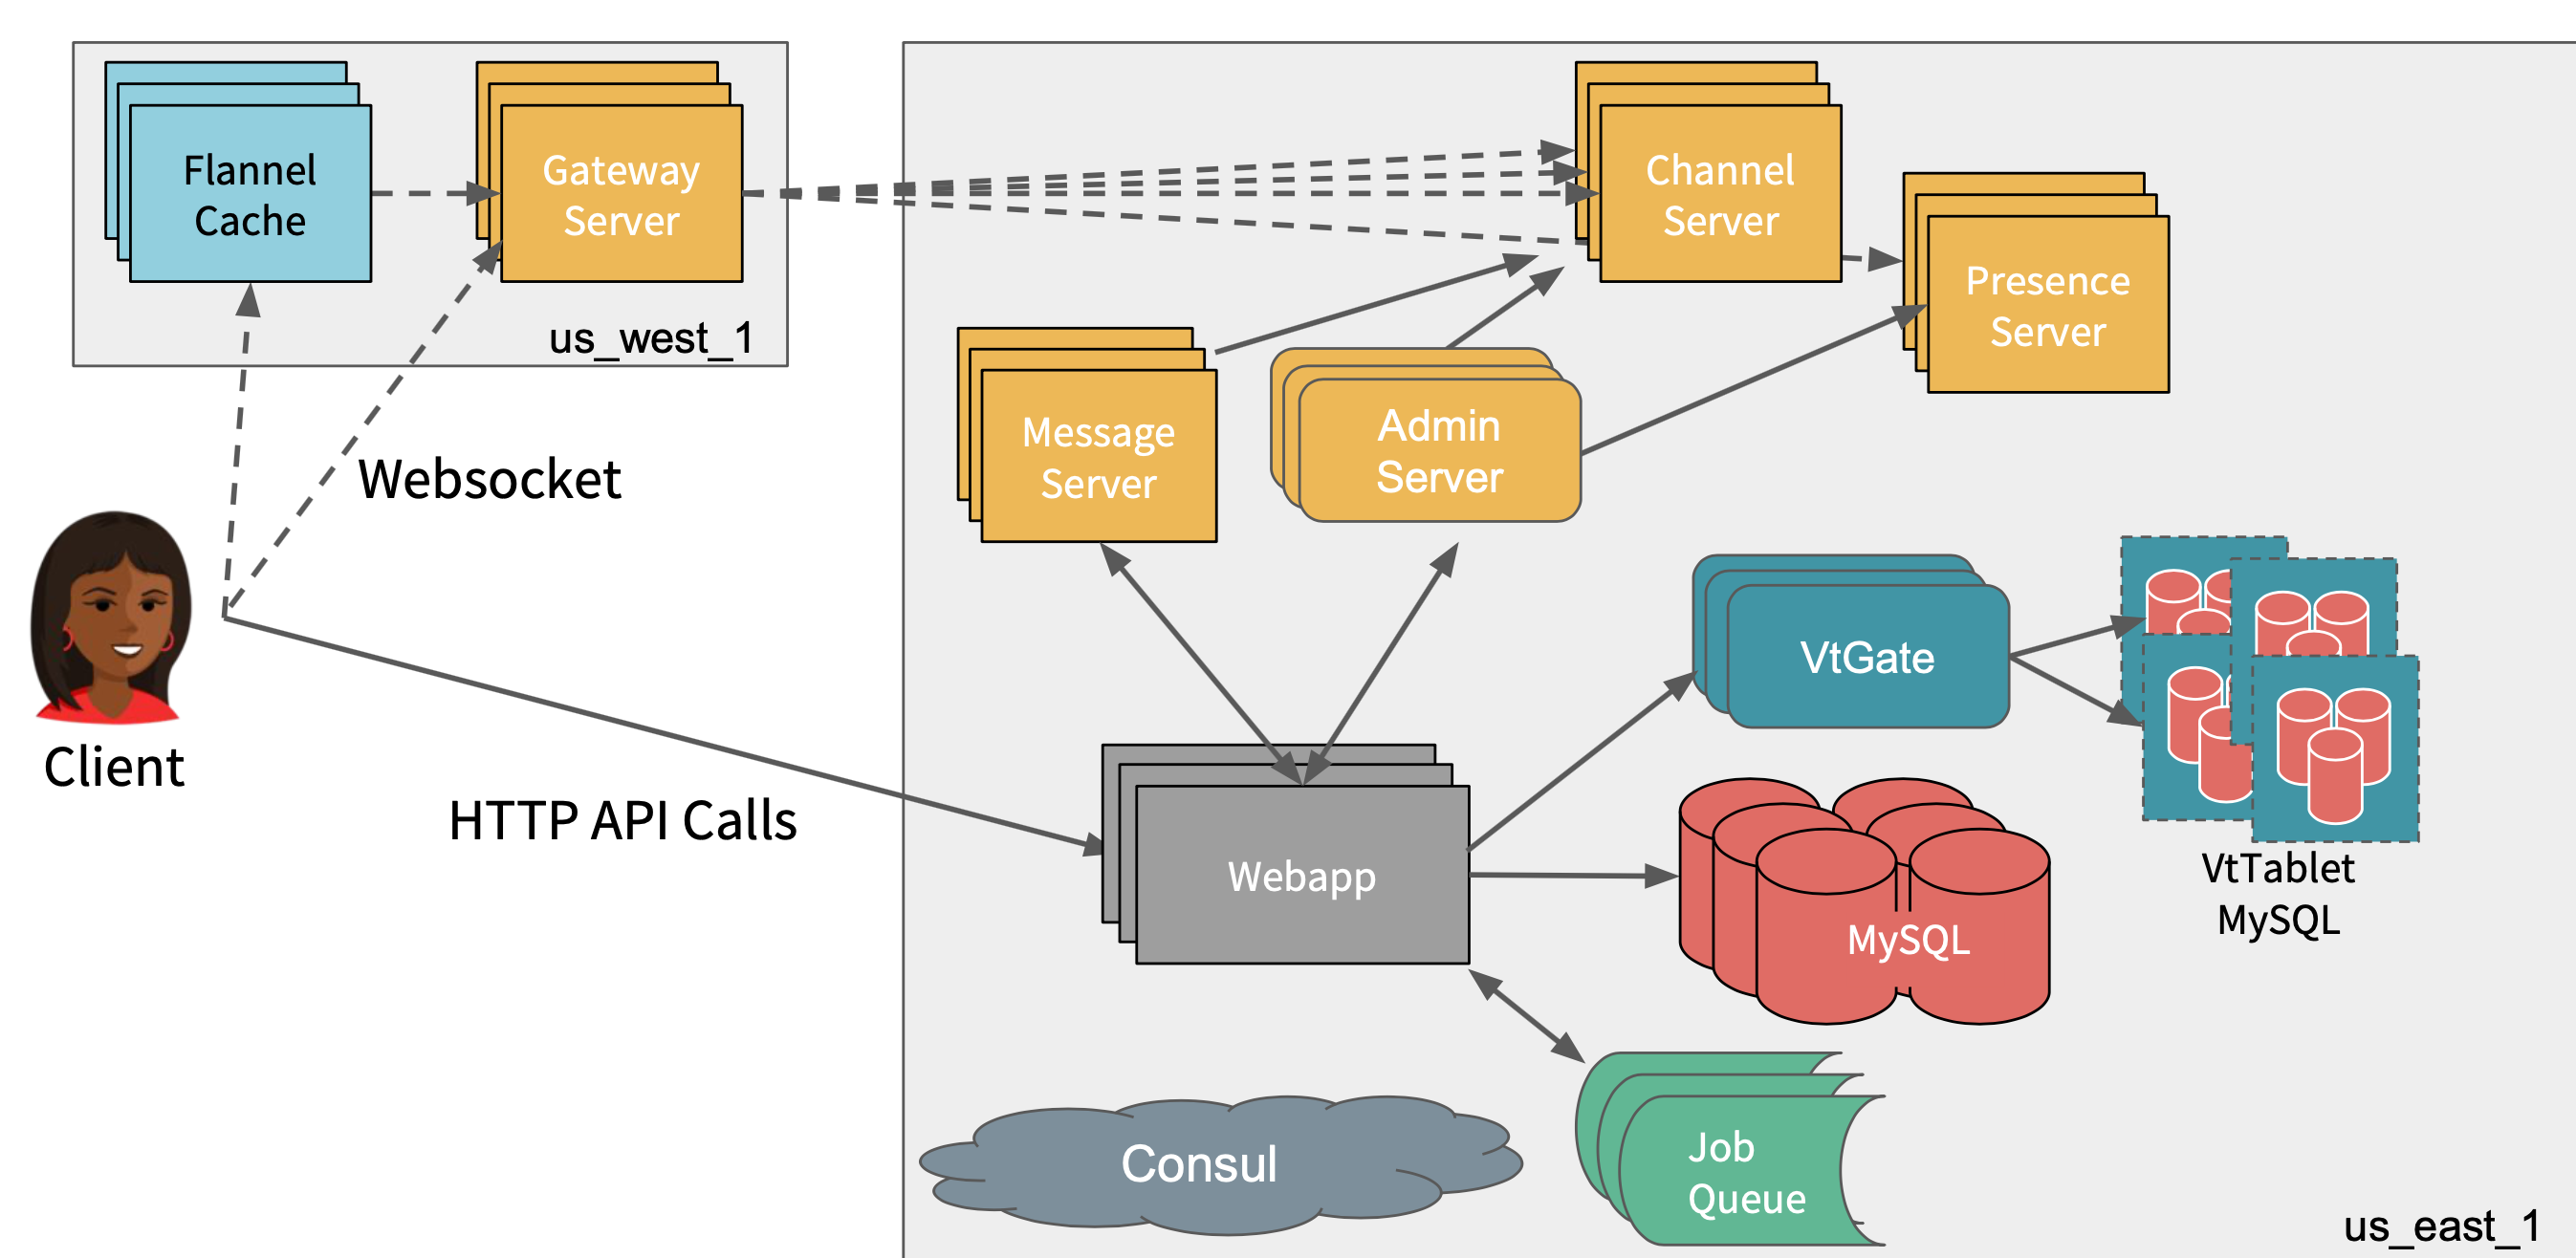 Flannel
Cache
Gateway
Server
us_west_1
Channel
Server
Presence
Server
Message
Server
Admin
Server
Websocket
Client
HTTP API Calls
VtGate
VtTablet
MySQL
Webapp
MySQL
Consul
Job
Queue
us_east_1